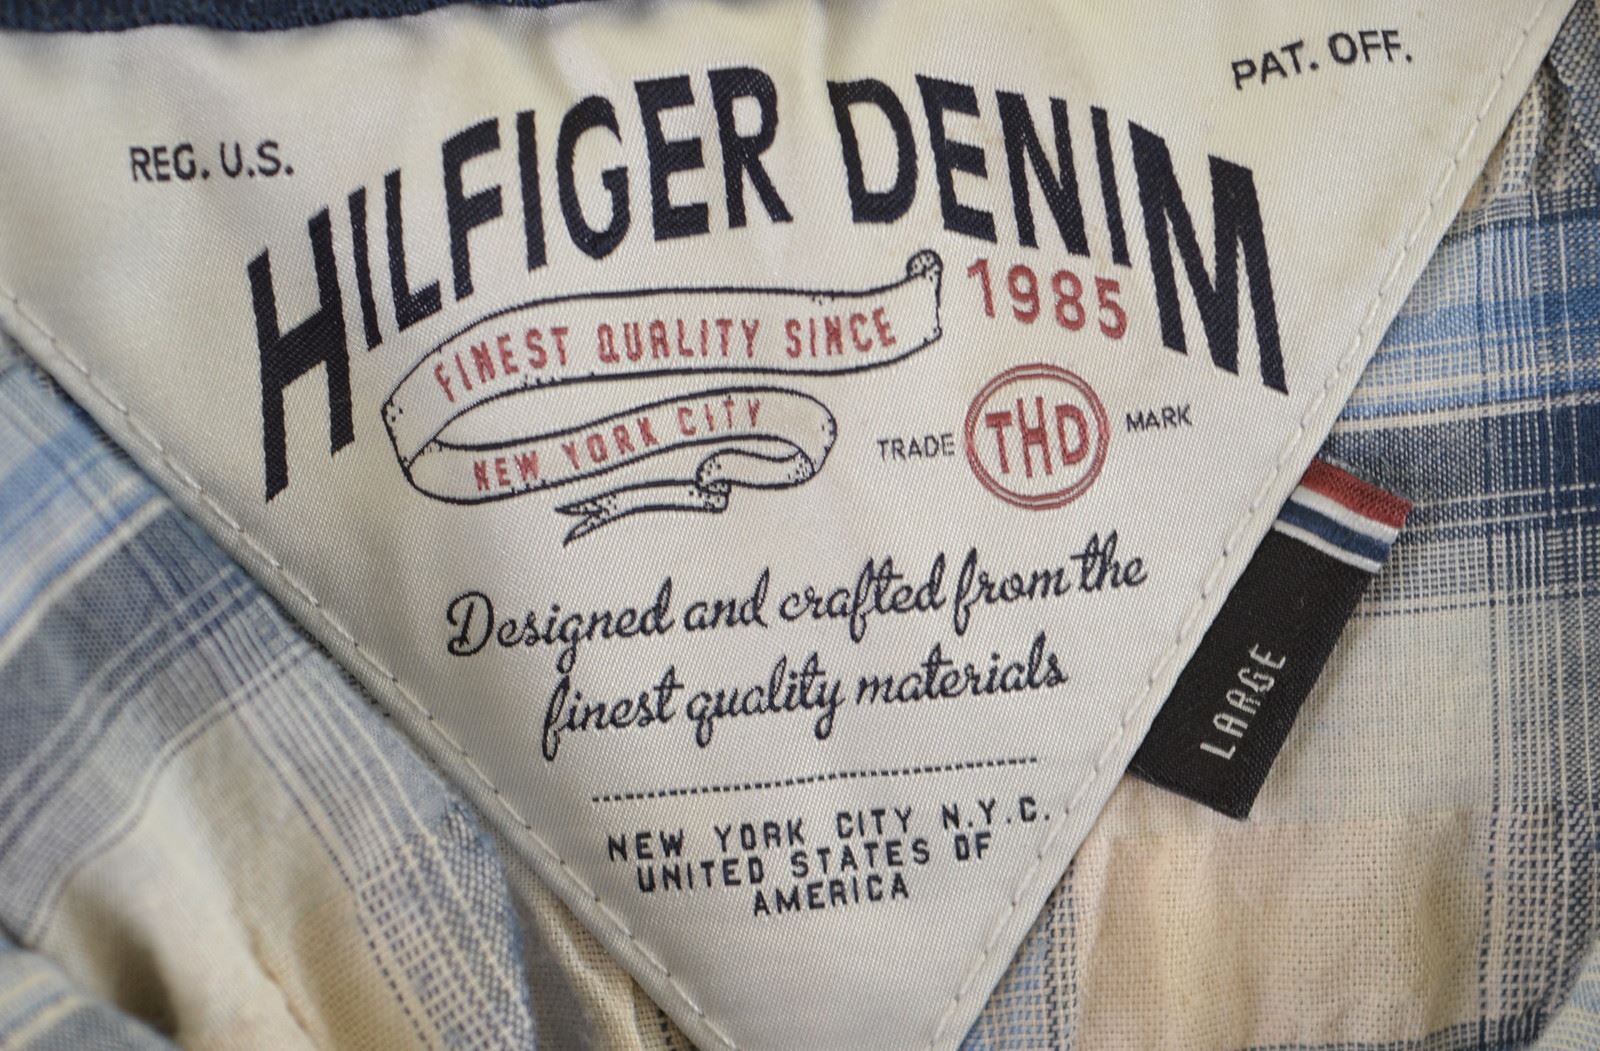 REG. U.S.
PAT. OFF.
HILFIGER DENIM
FINEST QUALITY SINCE
1985
NEW YORK CITY
TRADE THD MARK
Designed and crafted from the
finest quality materials
NEW YORK CITY N.Y.C.
UNITED STATES OF
AMERICA
LARGE